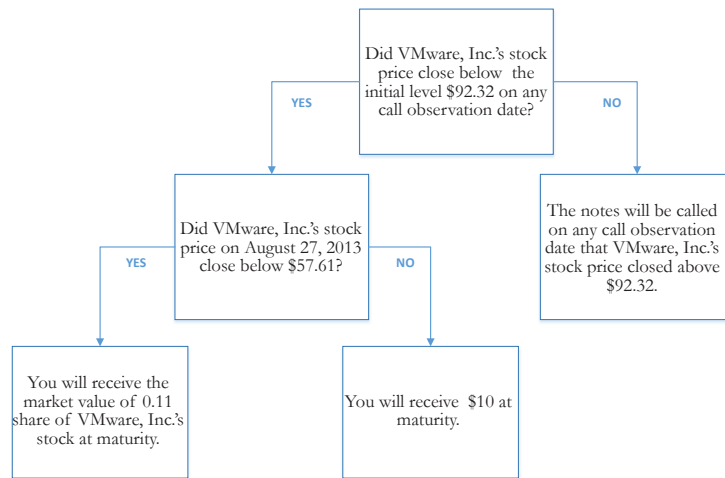 Did VMware, Inc.'s stock
price close below the
initial level $92.32 on any
call observation date?
YES
NO
Did VMware, Inc.'s stock
price on August 27, 2013
close below $57.61?
The notes will be called
on any call observation
date that VMware, Inc.'s
stock price closed above
$92.32.
YES
NO
You will receive the
market value of 0.11
share of VMware, Inc.'s
stock at maturity.
You will receive $10 at
maturity.